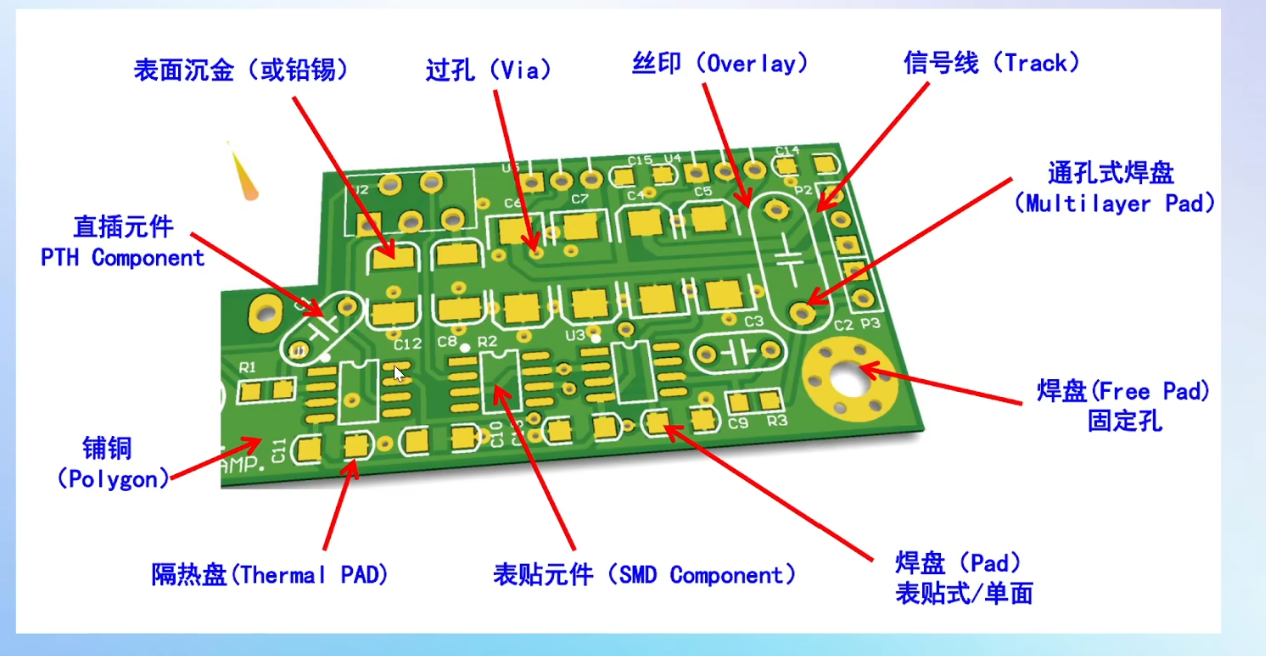 表面沉金（或铅锡）
过孔（Via）
丝印（Overlay）
信号线（Track）
直插元件
PTH Component
通孔式焊盘
(Multilayer Pad)
焊盘(Free Pad)
固定孔
铺铜
（Polygon）
隔热盘(Thermal PAD)
表贴元件（SMD Component）
焊盘（Pad）
表贴式/单面
C15
U4
C14
U2
C6
C7
C4
C5
P2
C12
C8
R2
U3
C3
C2
P3
R1
C11
C10
C9
R3
AMP.